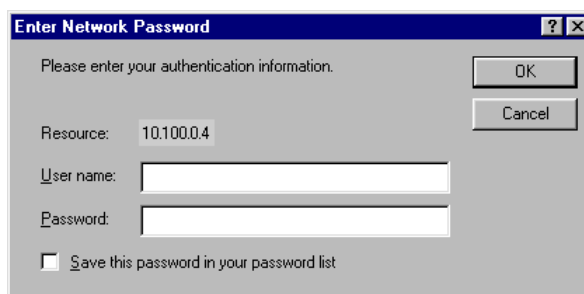 Enter Network Password
Please enter your authentication information.
OK
Cancel
Resource: 10.100.0.4
User name:
Password:
Save this password in your password list